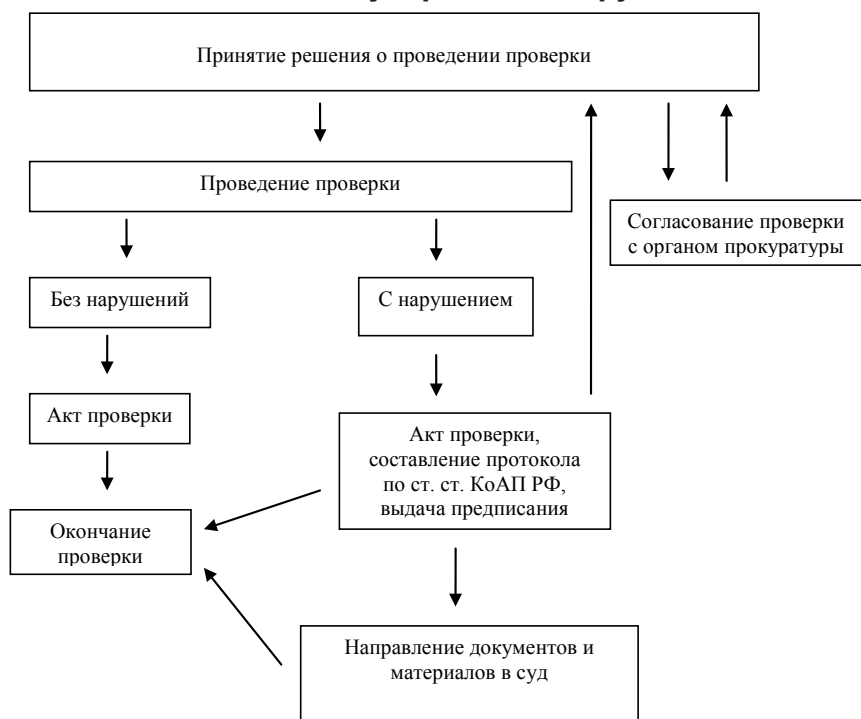 Принятие решения о проведении проверки
Проведение проверки
Согласование проверки
с органом прокуратуры
Без нарушений
С нарушением
Акт проверки
Акт проверки,
составление протокола
по ст. ст. КоАП РФ,
выдача предписания
Окончание
проверки
Направление документов и
материалов в суд